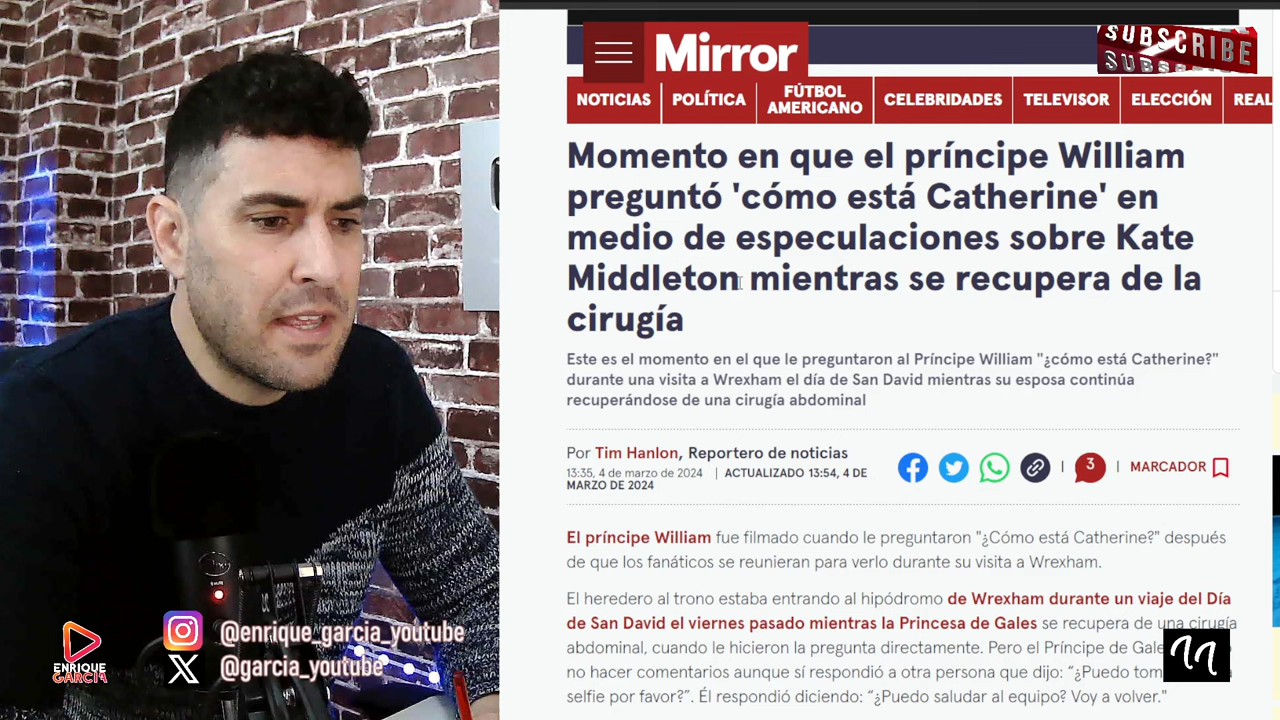 Mirror
SUBSCRIBE
NOTICIAS
POLÍTICA
FÚTBOL
AMERICANO
CELEBRIDADES
TELEVISOR
ELECCIÓN
REAL
Momento en que el príncipe William
preguntó 'cómo está Catherine' en
medio de especulaciones sobre Kate
Middleton mientras se recupera de la
cirugía
Este es el momento en el que le preguntaron al Príncipe William "¿cómo está Catherine?"
durante una visita a Wrexham el día de San David mientras su esposa continúa
recuperándose de una cirugía abdominal
Por Tim Hanlon, Reportero de noticias
13:35, 4 de marzo de 2024 | ACTUALIZADO 13:54, 4 DE
MARZO DE 2024
3
MARCADOR
El príncipe William fue filmado cuando le preguntaron "¿Cómo está Catherine?" después
de que los fanáticos se reunieran para verlo durante su visita a Wrexham.
El heredero al trono estaba entrando al hipódromo de Wrexham durante un viaje del Día
de San David el viernes pasado mientras la Princesa de Gales se recupera de una cirugía
abdominal, cuando le hicieron la pregunta directamente. Pero el Príncipe de Gale
no hacer comentarios aunque sí respondió a otra persona que dijo: “¿Puedo tom
selfie por favor?”. Él respondió diciendo: “¿Puedo saludar al equipo? Voy a volver."
ENRIQUE
GARCIA
@enrique_garcia_youtube
@garcia_youtube